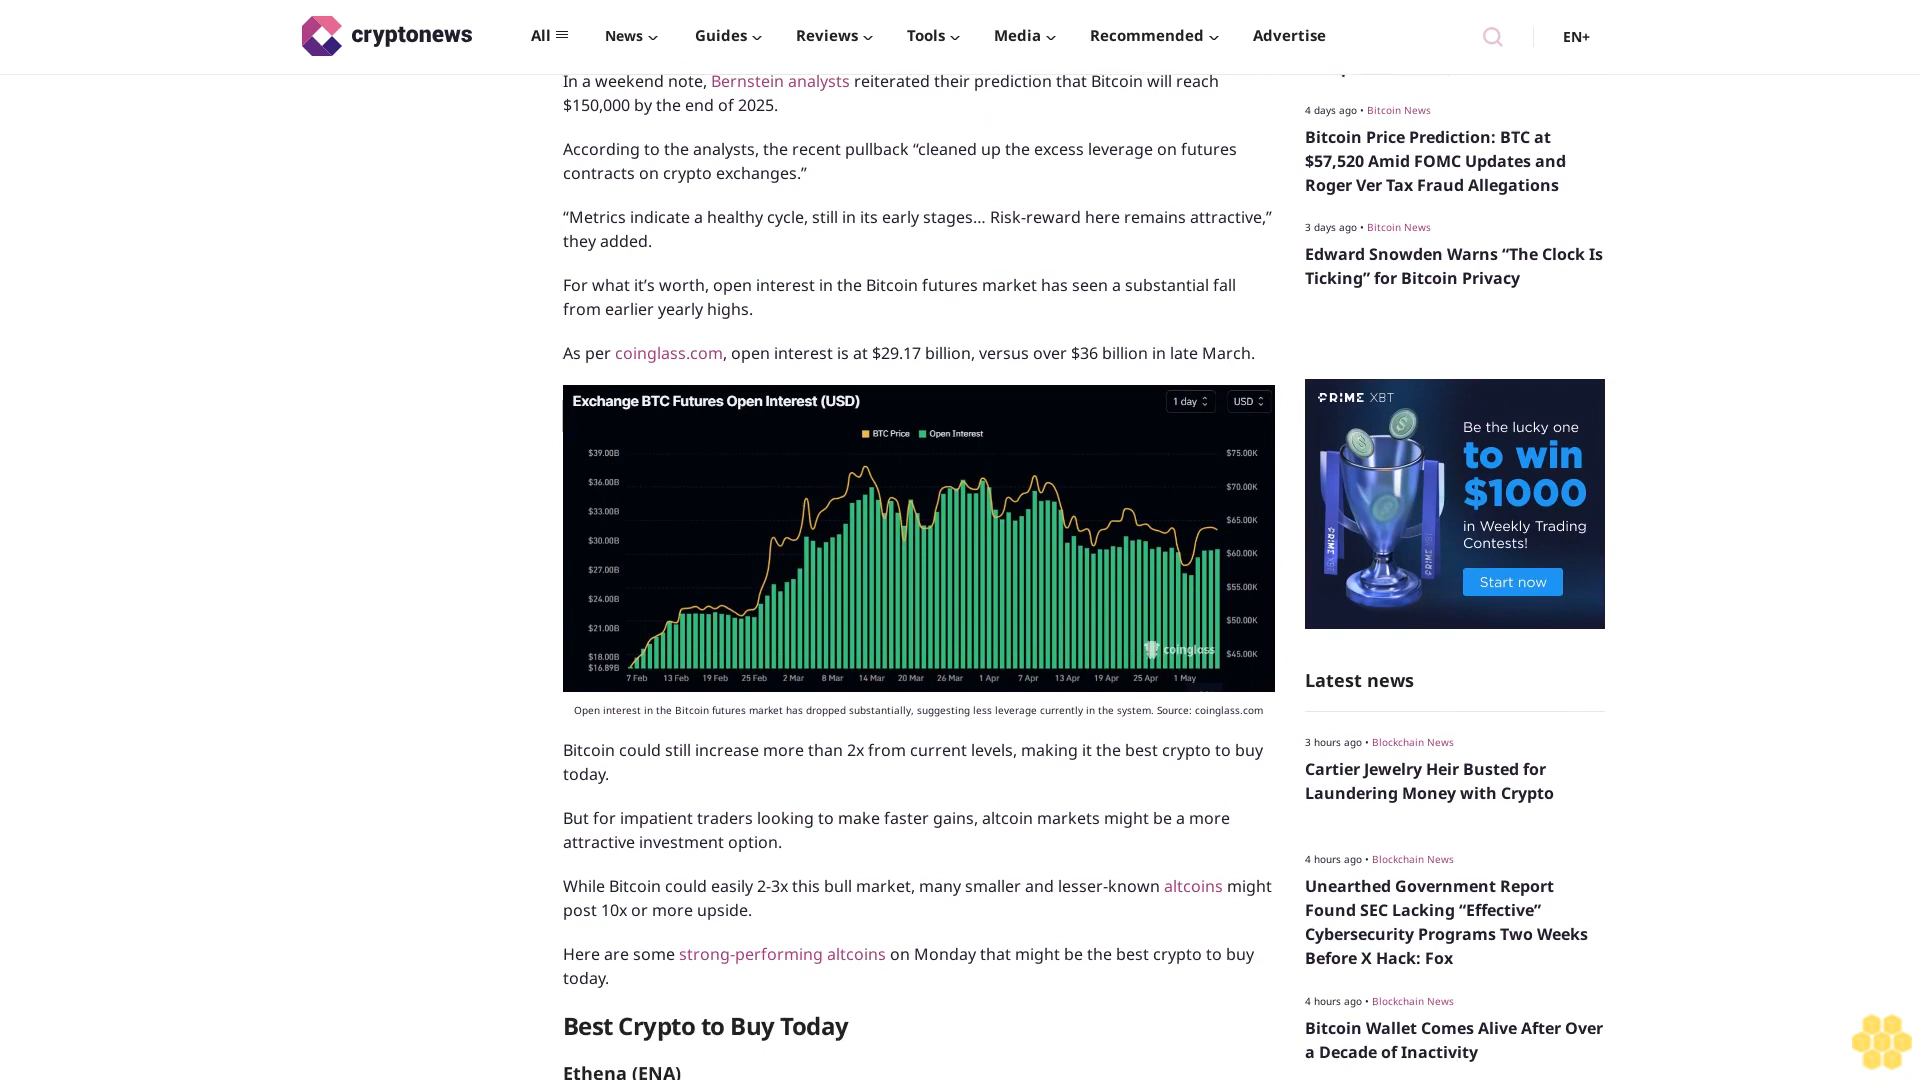 cryptonews
All
News
Guides
Reviews
Tools
Media
Recommended
Advertise
EN+
In a weekend note, Bernstein analysts reiterated their prediction that Bitcoin will reach
$150,000 by the end of 2025.
According to the analysts, the recent pullback “cleaned up the excess leverage on futures
contracts on crypto exchanges.”
“Metrics indicate a healthy cycle, still in its early stages… Risk-reward here remains attractive,”
they added.
For what it’s worth, open interest in the Bitcoin futures market has seen a substantial fall
from earlier yearly highs.
As per coinglass.com, open interest is at $29.17 billion, versus over $36 billion in late March.
Exchange BTC Futures Open Interest (USD)
1 day
USD
BTC Price
Open Interest
$39.00B
$36.00B
$33.00B
$30.00B
$27.00B
$24.00B
$21.00B
$18.00B
$16.89B
$75.00K
$70.00K
$65.00K
$60.00K
$55.00K
$50.00K
$45.00K
coinglass
7 Feb
13 Feb
19 Feb
25 Feb
2 Mar
8 Mar
14 Mar
20 Mar
26 Mar
1 Apr
7 Apr
13 Apr
19 Apr
25 Apr
1 May
Open interest in the Bitcoin futures market has dropped substantially, suggesting less leverage currently in the system. Source: coinglass.com
Bitcoin could still increase more than 2x from current levels, making it the best crypto to buy
today.
But for impatient traders looking to make faster gains, altcoin markets might be a more
attractive investment option.
While Bitcoin could easily 2-3x this bull market, many smaller and lesser-known altcoins might
post 10x or more upside.
Here are some strong-performing altcoins on Monday that might be the best crypto to buy
today.
Best Crypto to Buy Today
Ethena (ENA)
4 days ago • Bitcoin News
Bitcoin Price Prediction: BTC at
$57,520 Amid FOMC Updates and
Roger Ver Tax Fraud Allegations
3 days ago • Bitcoin News
Edward Snowden Warns “The Clock Is
Ticking” for Bitcoin Privacy
PRIME XBT
Be the lucky one
to win
$1000
in Weekly Trading
Contests!
Start now
PRIME XBT
PRIME XBT
Latest news
3 hours ago • Blockchain News
Cartier Jewelry Heir Busted for
Laundering Money with Crypto
4 hours ago • Blockchain News
Unearthed Government Report
Found SEC Lacking “Effective”
Cybersecurity Programs Two Weeks
Before X Hack: Fox
4 hours ago • Blockchain News
Bitcoin Wallet Comes Alive After Over
a Decade of Inactivity